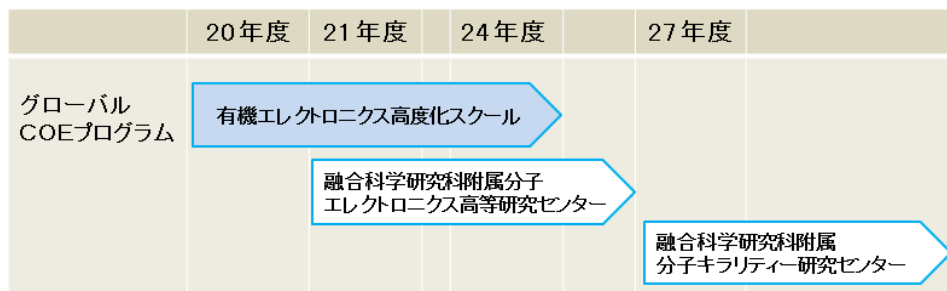 20年度 21年度 24年度 27年度
グローバル
COEプログラム
有機エレクトロニクス高度化スクール
融合科学研究科附属分子
エレクトロニクス高等研究センター
融合科学研究科附属
分子キラリティー研究センター